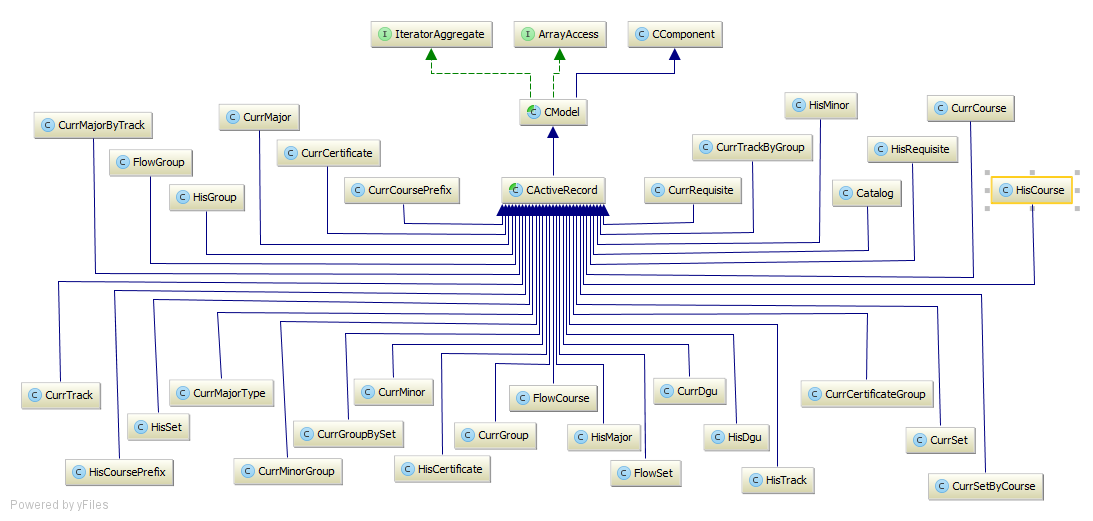 I IteratorAggregate
I ArrayAccess
C CComponent
C CModel
C CurrMajorByTrack
C CurrMajor
C HisMinor
C CurrCourse
C FlowGroup
C CurrCertificate
C CurrTrackByGroup
C HisRequisite
C HisGroup
C CurrCoursePrefix
C CActiveRecord
C CurrRequisite
C Catalog
C HisCourse
C CurrTrack
C CurrMajorType
C CurrMinor
C FlowCourse
C CurrDgu
C CurrCertificateGroup
C HisSet
C CurrGroupBySet
C CurrGroup
C HisMajor
C HisDgu
C CurrSet
C HisCoursePrefix
C CurrMinorGroup
C HisCertificate
C FlowSet
C HisTrack
C CurrSetByCourse
Powered by yFiles